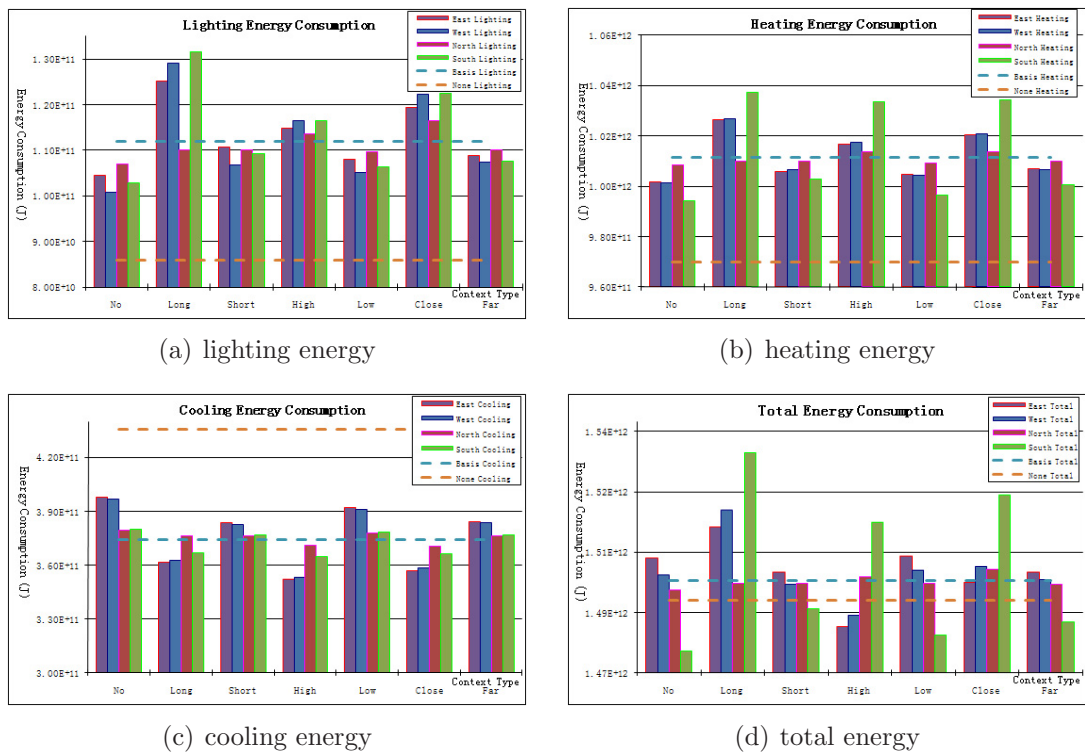 Lighting Energy Consumption
East Lighting
West Lighting
North Lighting
South Lighting
Basis Lighting
None Lighting
Energy Consumption (J)
1.30E+11
1.20E+11
1.10E+11
1.00E+11
9.00E+10
8.00E+10
Context Type
No Long Short High Low Close Far
(a) lighting energy
Heating Energy Consumption
East Heating
West Heating
North Heating
South Heating
Basis Heating
None Heating
Energy Consumption (J)
1.06E+12
1.04E+12
1.02E+12
1.00E+12
9.80E+11
9.60E+11
Context Type
No Long Short High Low Close Far
(b) heating energy
Cooling Energy Consumption
East Cooling
West Cooling
North Cooling
South Cooling
Basis Cooling
None Cooling
Energy Consumption (J)
4.20E+11
3.90E+11
3.60E+11
3.30E+11
3.00E+11
Context Type
No Long Short High Low Close Far
(c) cooling energy
Total Energy Consumption
East Total
West Total
North Total
South Total
Basis Total
None Total
Energy Consumption (J)
1.54E+12
1.52E+12
1.51E+12
1.49E+12
1.47E+12
Context Type
No Long Short High Low Close Far
(d) total energy